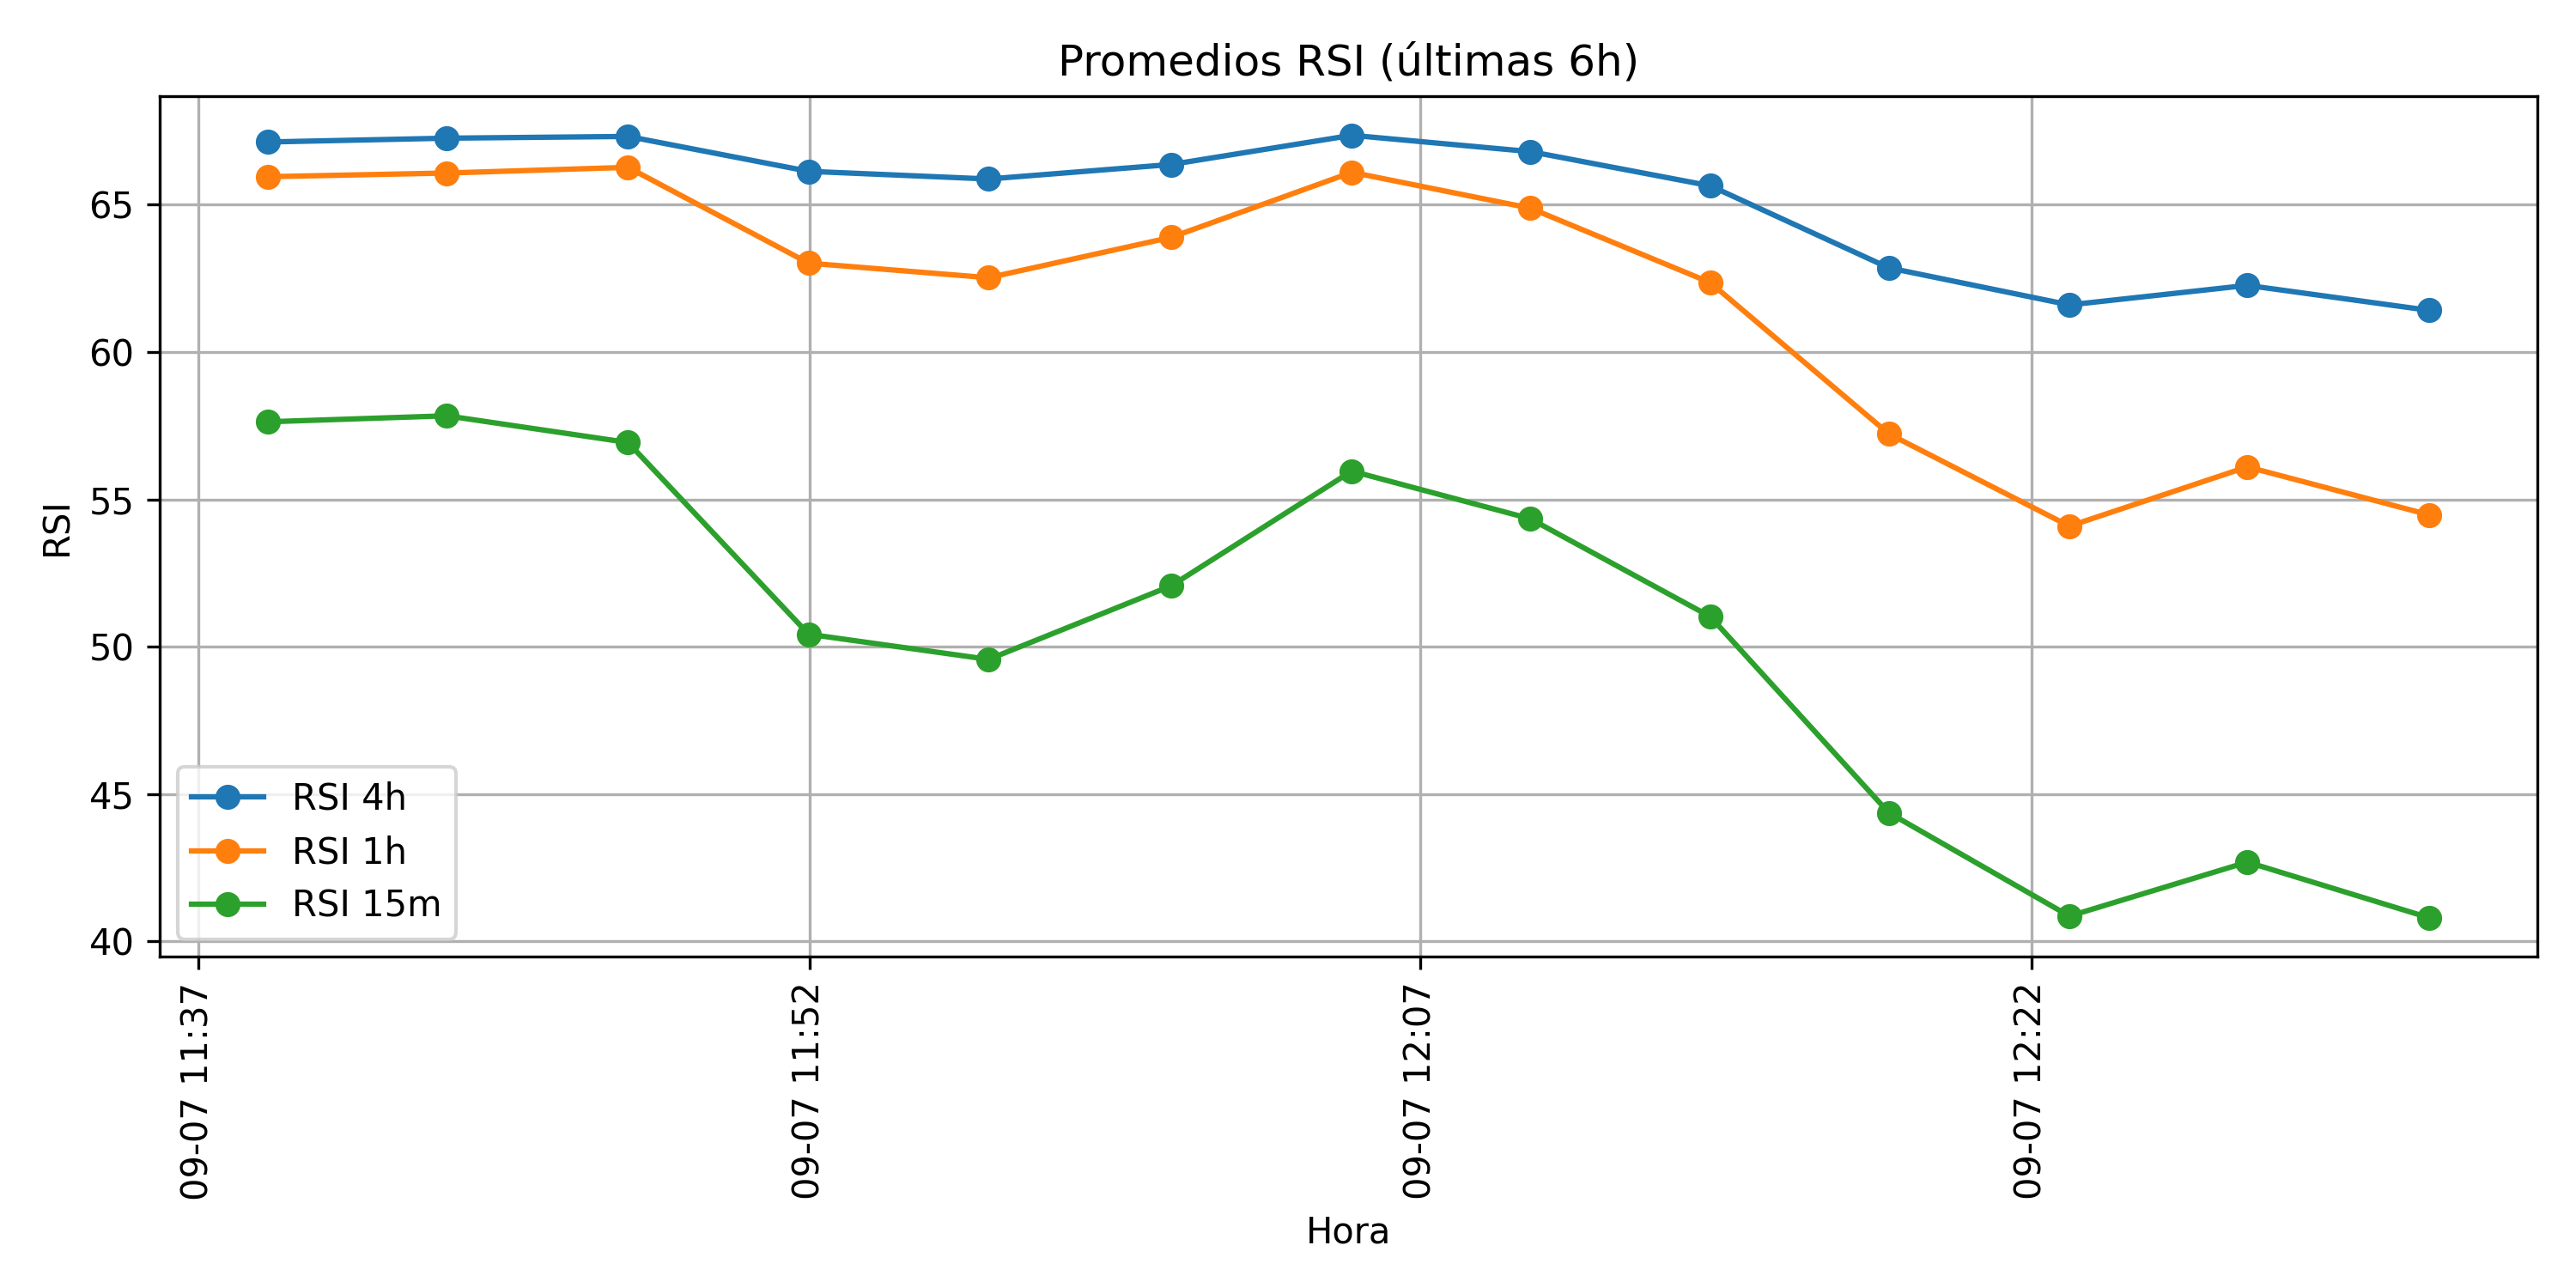 Promedios RSI (últimas 6h)
RSI
65
60
55
50
45
40
RSI 4h
RSI 1h
RSI 15m
09-07 11:37
09-07 11:52
09-07 12:07
09-07 12:22
Hora